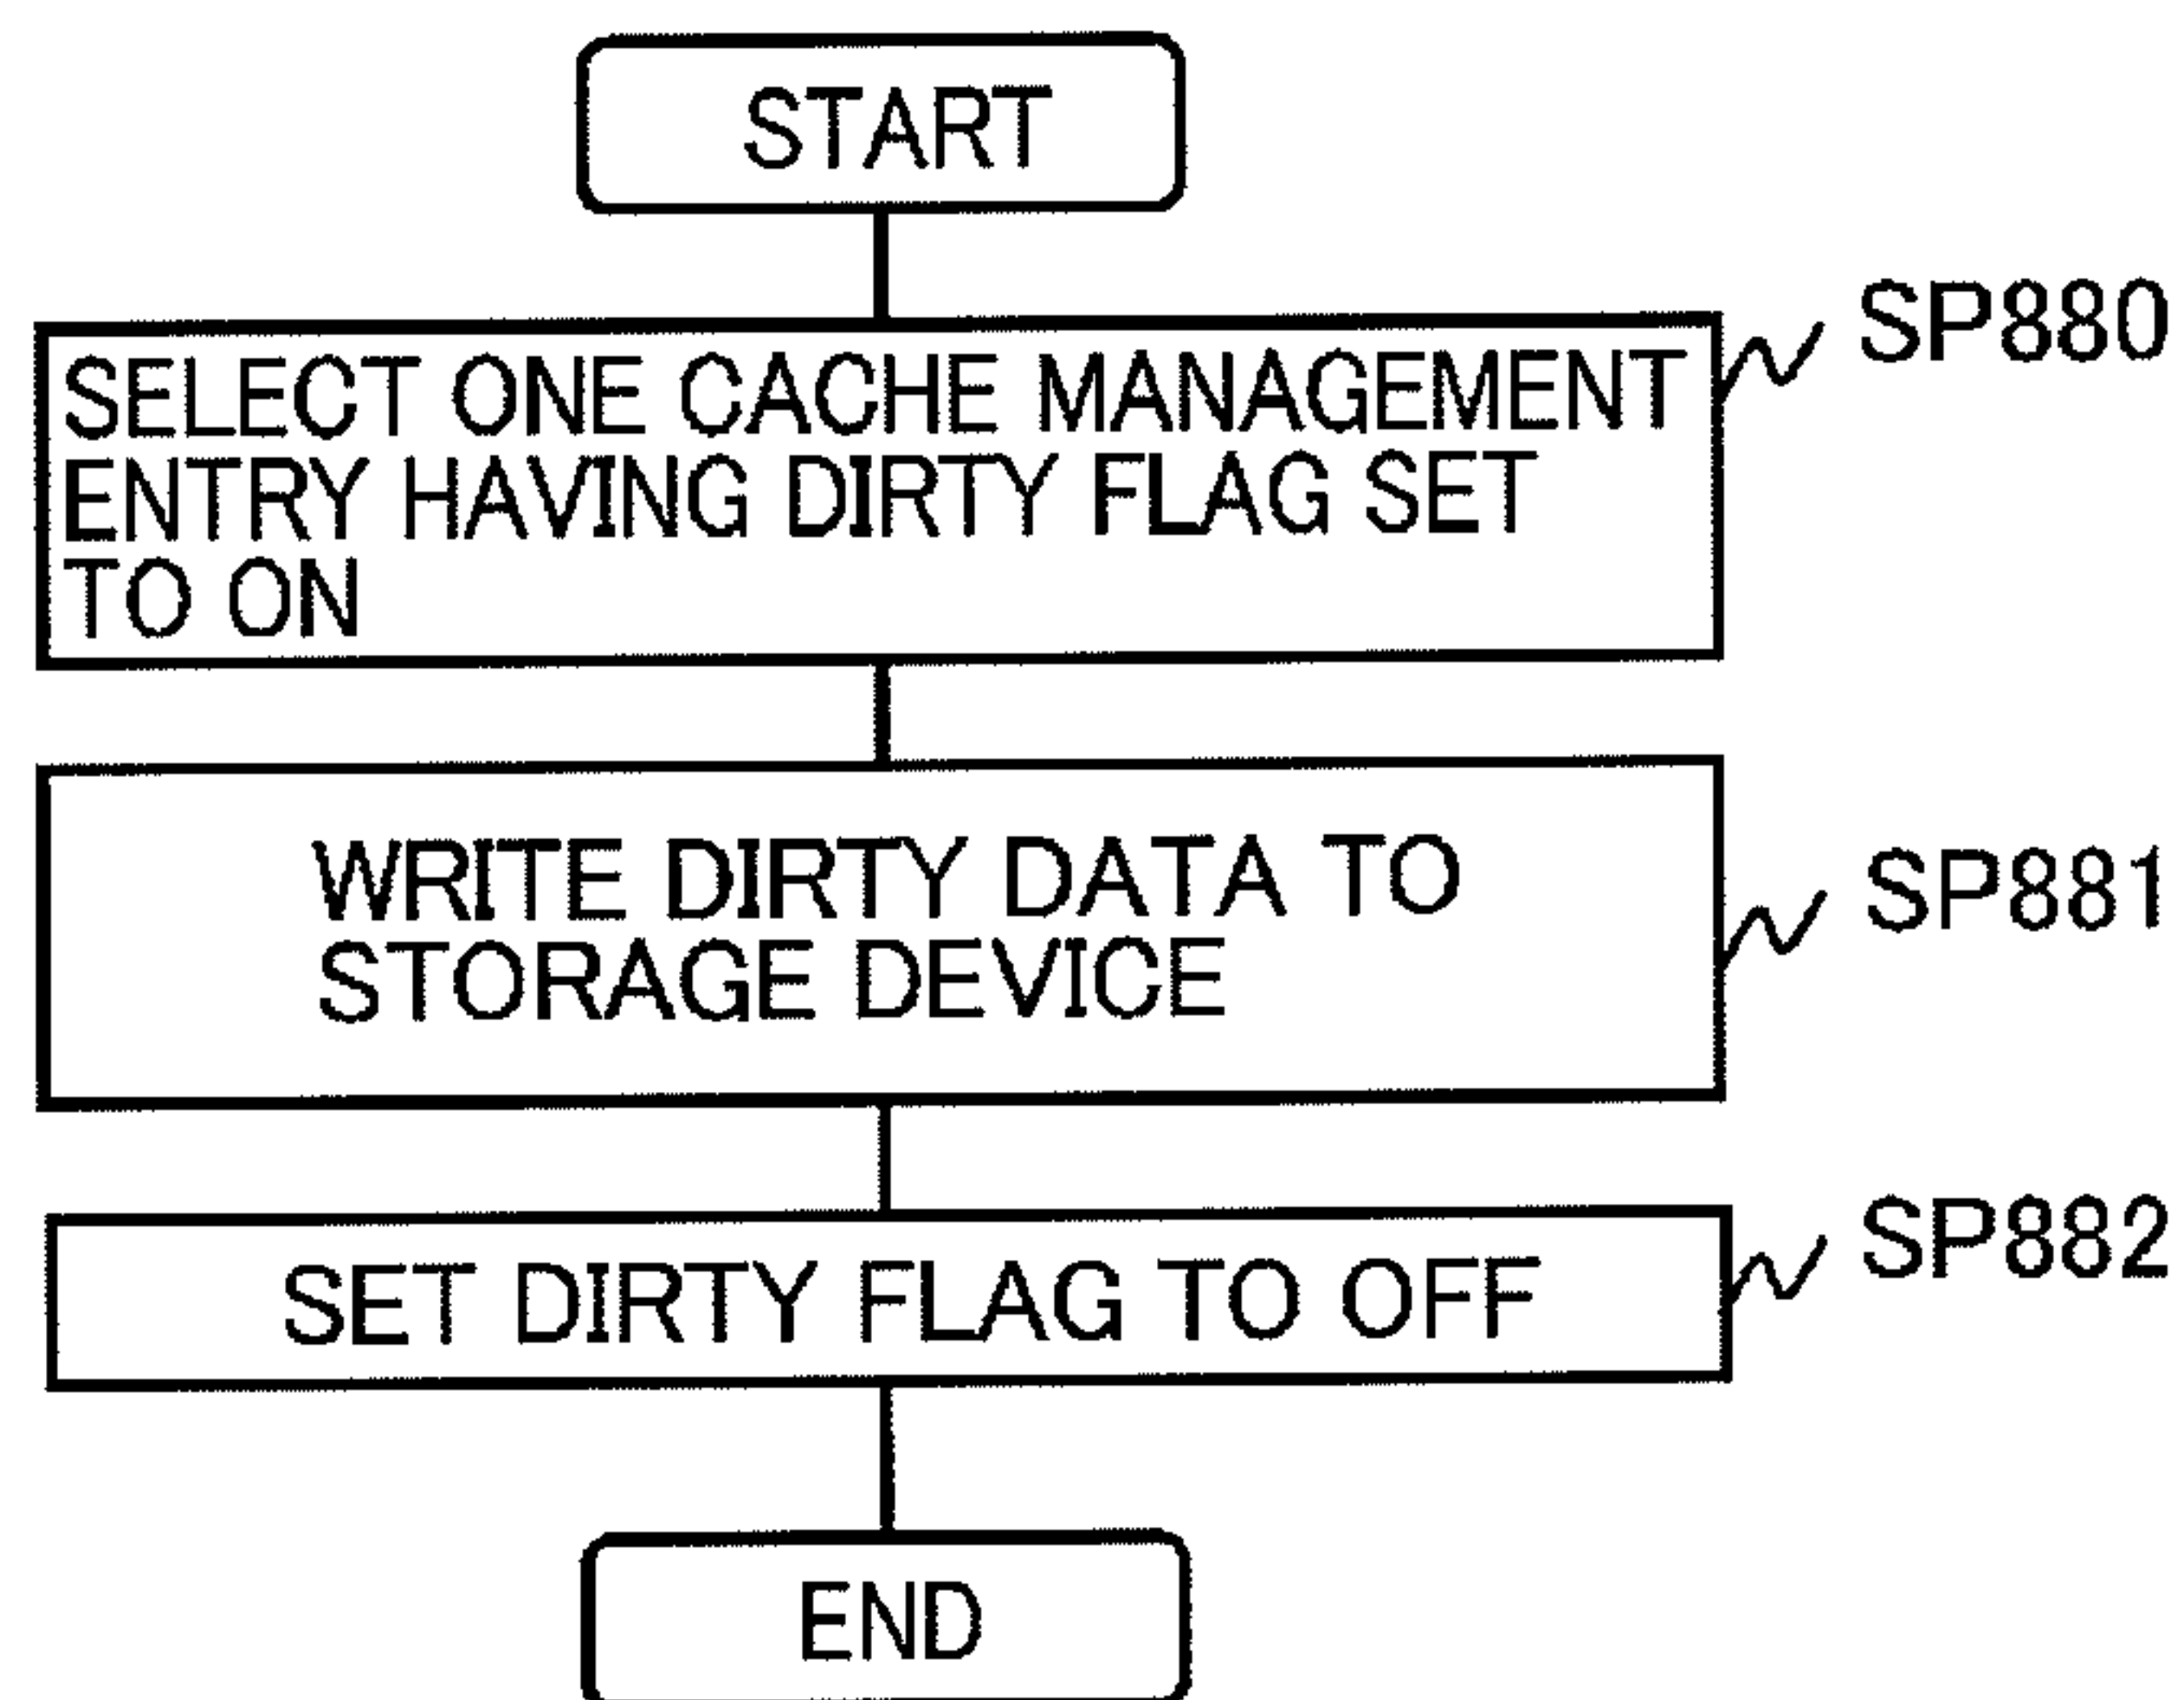 START
SP880
SELECT ONE CACHE MANAGEMENT
ENTRY HAVING DIRTY FLAG SET
TO ON
WRITE DIRTY DATA TO
STORAGE DEVICE
SP881
SET DIRTY FLAG TO OFF
SP882
END